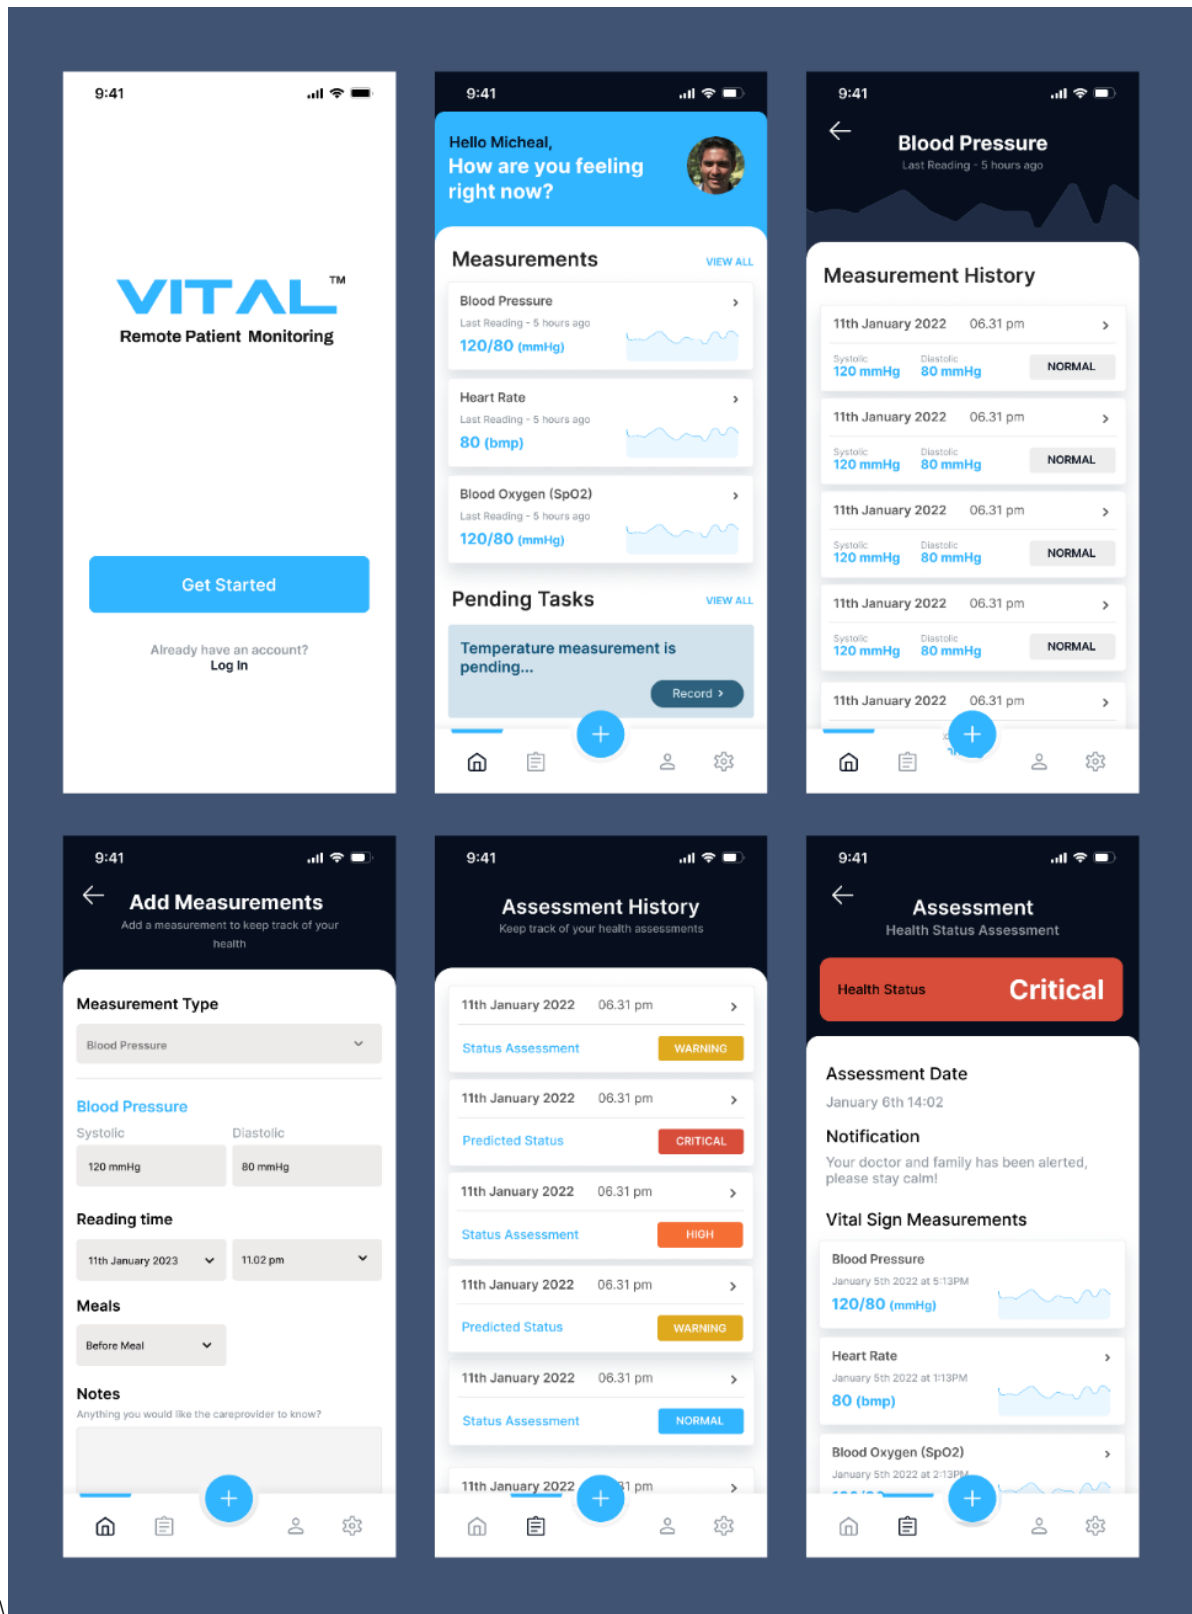 9:41
VITAL™
Remote Patient Monitoring
Get Started
Already have an account?
Log In
9:41
Hello Micheal,
How are you feeling
right now?
Measurements VIEW ALL
Blood Pressure
Last Reading - 5 hours ago
120/80 (mmHg)
Heart Rate
Last Reading - 5 hours ago
80 (bmp)
Blood Oxygen (SpO2)
Last Reading - 5 hours ago
120/80 (mmHg)
Pending Tasks VIEW ALL
Temperature measurement is
pending...
Record >
9:41
Blood Pressure
Last Reading - 5 hours ago
Measurement History
11th January 2022 06.31 pm
Systolic Diastolic
120 mmHg 80 mmHg NORMAL
11th January 2022 06.31 pm
Systolic Diastolic
120 mmHg 80 mmHg NORMAL
11th January 2022 06.31 pm
Systolic Diastolic
120 mmHg 80 mmHg NORMAL
11th January 2022 06.31 pm
Systolic Diastolic
120 mmHg 80 mmHg NORMAL
11th January 2022 06.31 pm
9:41
Add Measurements
Add a measurement to keep track of your
health
Measurement Type
Blood Pressure
Blood Pressure
Systolic Diastolic
120 mmHg 80 mmHg
Reading time
11th January 2023 11.02 pm
Meals
Before Meal
Notes
Anything you would like the careprovider to know?
9:41
Assessment History
Keep track of your health assessments
11th January 2022 06.31 pm
Status Assessment WARNING
11th January 2022 06.31 pm
Predicted Status CRITICAL
11th January 2022 06.31 pm
Status Assessment HIGH
11th January 2022 06.31 pm
Predicted Status WARNING
11th January 2022 06.31 pm
Status Assessment NORMAL
11th January 2022 31 pm
9:41
Assessment
Health Status Assessment
Health Status Critical
Assessment Date
January 6th 14:02
Notification
Your doctor and family has been alerted,
please stay calm!
Vital Sign Measurements
Blood Pressure
January 5th 2022 at 5:13PM
120/80 (mmHg)
Heart Rate
January 5th 2022 at 1:13PM
80 (bmp)
Blood Oxygen (SpO2)
January 5th 2022 at 2:13PM